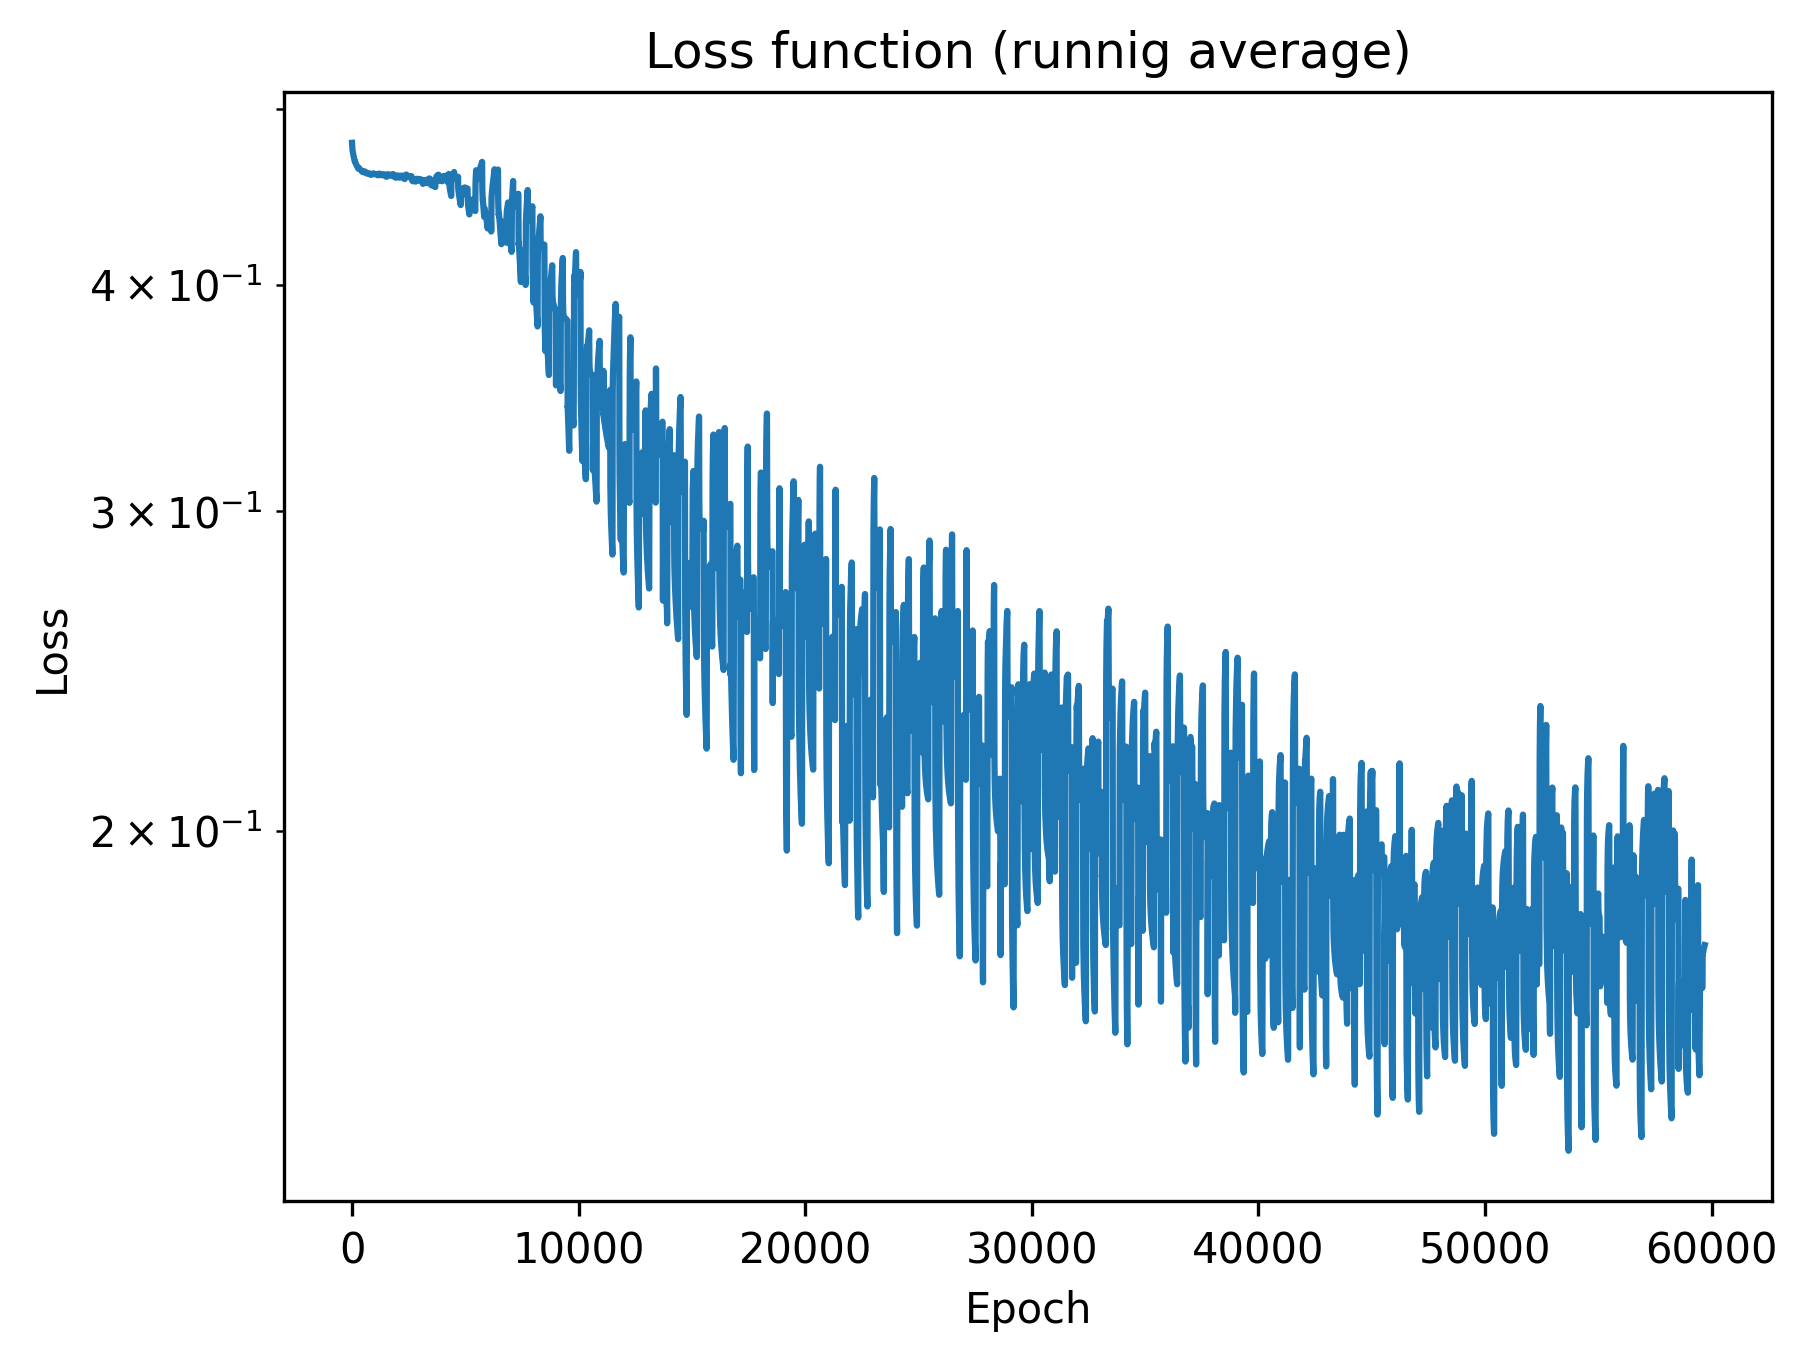 Loss function (runnig average)
4 × 10⁻¹
3 × 10⁻¹
2 × 10⁻¹
Loss
0 10000 20000 30000 40000 50000 60000
Epoch